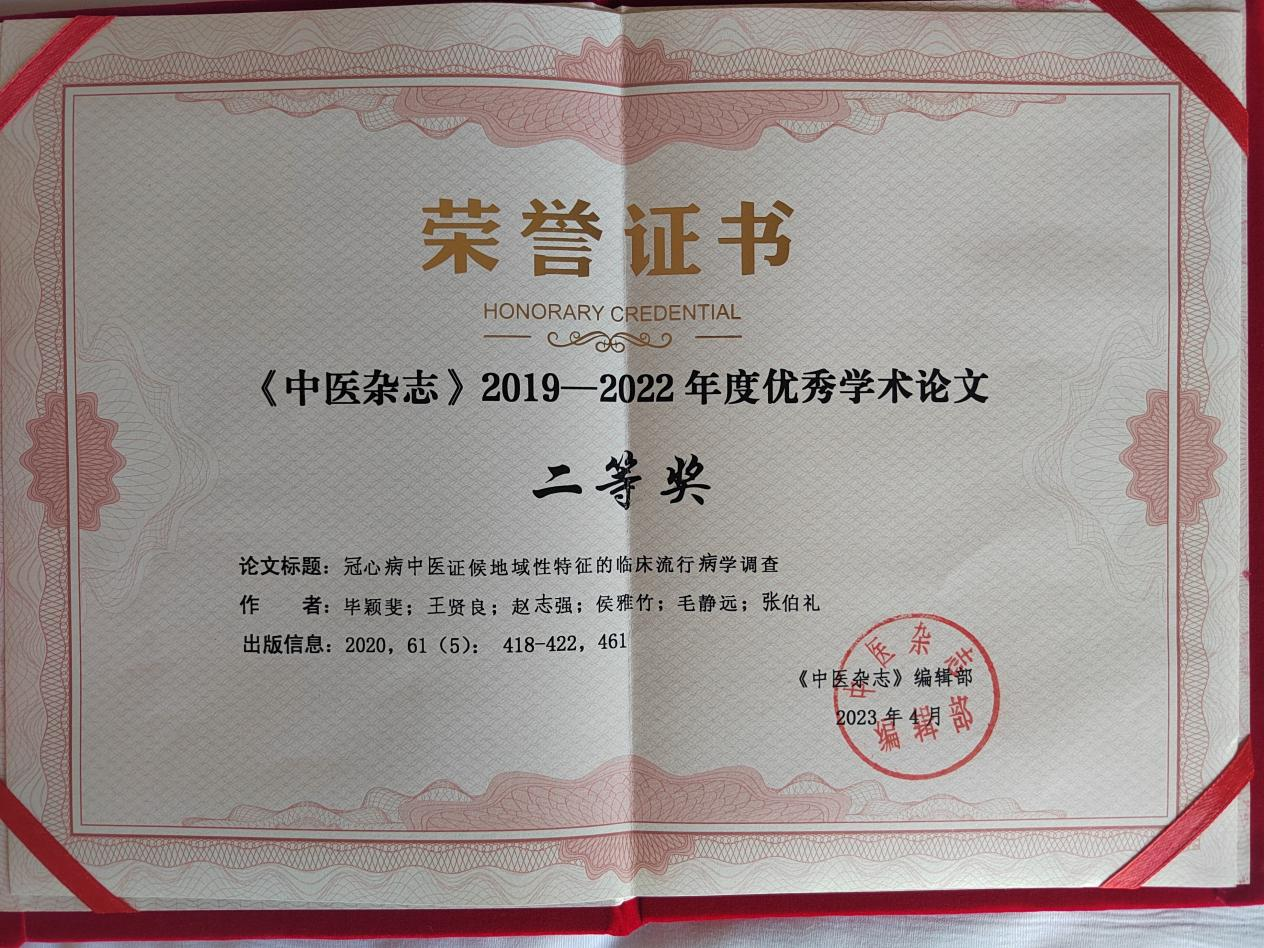 荣誉证书
HONORARY CREDENTIAL
《中医杂志》2019—2022年度优秀学术论文
二等奖
论文标题：冠心病中医证候地域性特征的临床流行病学调查
作 者：毕颖斐；王贤良；赵志强；侯雅竹；毛静远；张伯礼
出版信息：2020，61（5）： 418-422，461
《中医杂志》编辑部
2023年4月
中医杂志
编辑部